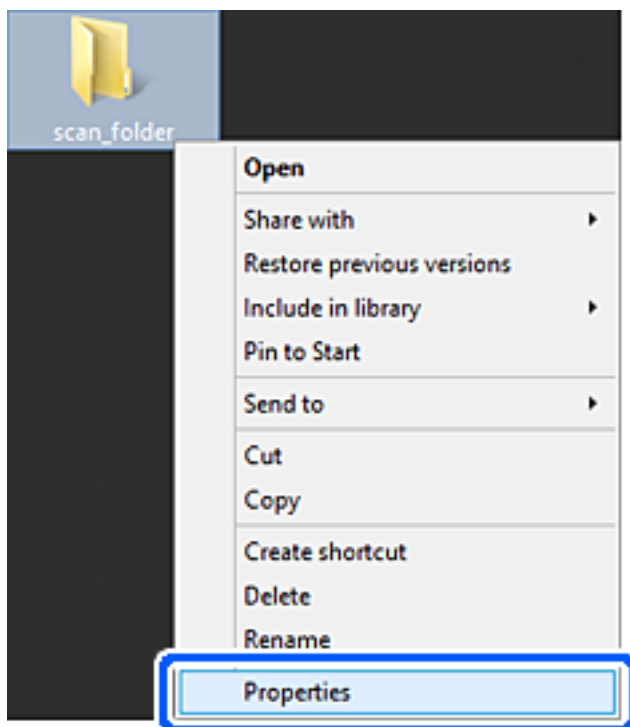 scan_folder
Open
Share with
Restore previous versions
Include in library
Pin to Start
Send to
Cut
Copy
Create shortcut
Delete
Rename
Properties